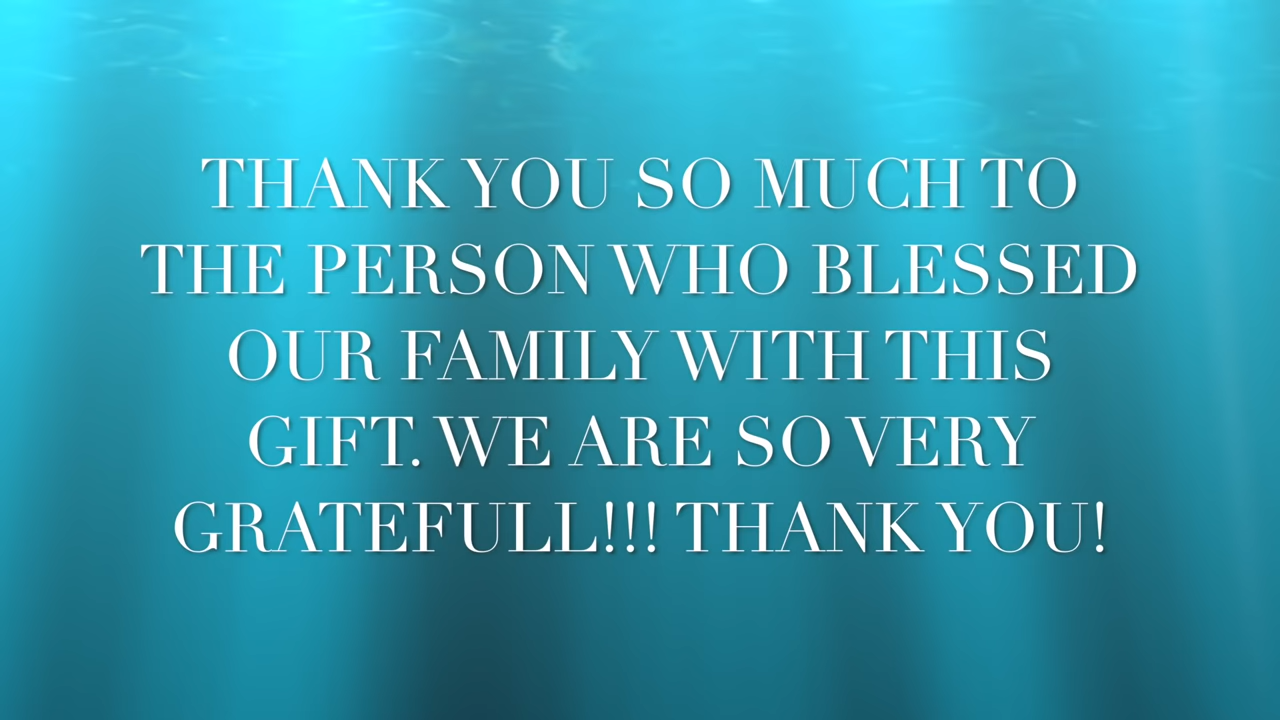 THANK YOU SO MUCH TO
THE PERSON WHO BLESSED
OUR FAMILY WITH THIS
GIFT. WE ARE SO VERY
GRATEFULL!!! THANK YOU!